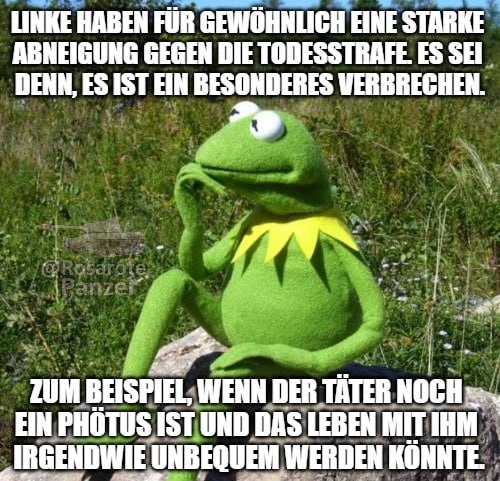 LINKE HABEN FÜR GEWÖHNLICH EINE STARKE
ABNEIGUNG GEGEN DIE TODESSTRAFE. ES SEI
DENN, ES IST EIN BESONDERES VERBRECHEN.
@Rosarote
Panzer
ZUM BEISPIEL, WENN DER TÄTER NOCH
EIN PHÖTUS IST UND DAS LEBEN MIT IHM
IRGENDWIE UNBEQUEM WERDEN KÖNNTE.